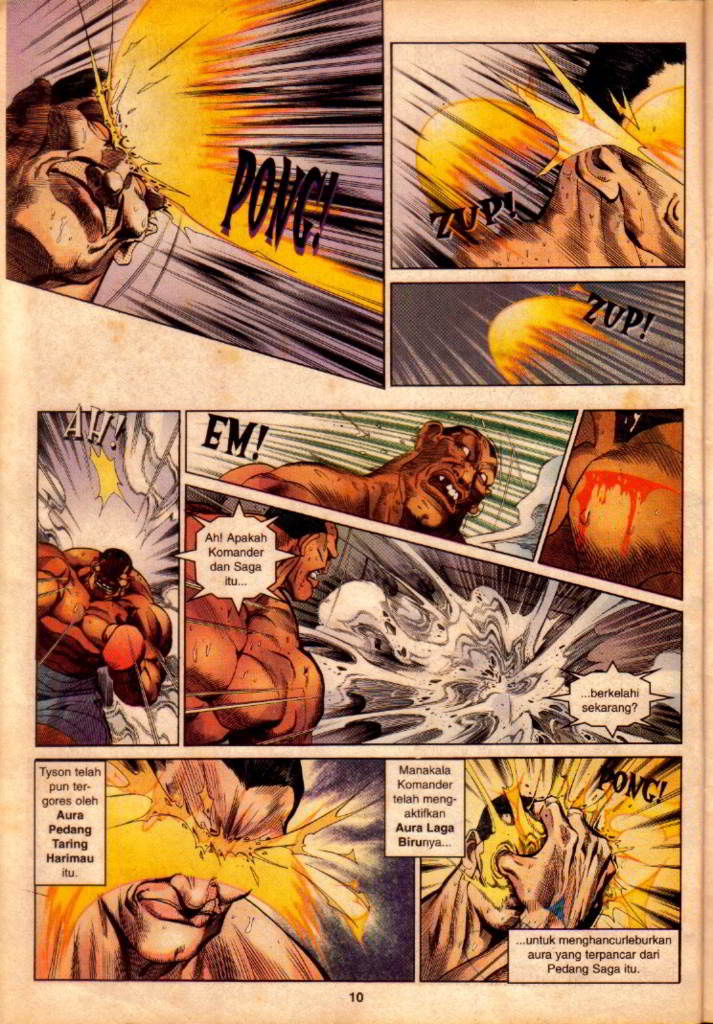 PONG!
ZUP!
ZUP!
AH!
EM!
Ah! Apakah
Komander
dan Saga
itu...
...berkelahi
sekarang?
Tyson telah
pun ter-
gores oleh
Aura
Pedang
Taring
Harimau
itu.
Manakala
Komander
telah meng-
aktifkan
Aura Laga
Birunya...
PONG!
...untuk menghancurleburkan
aura yang terpancar dari
Pedang Saga itu.
10